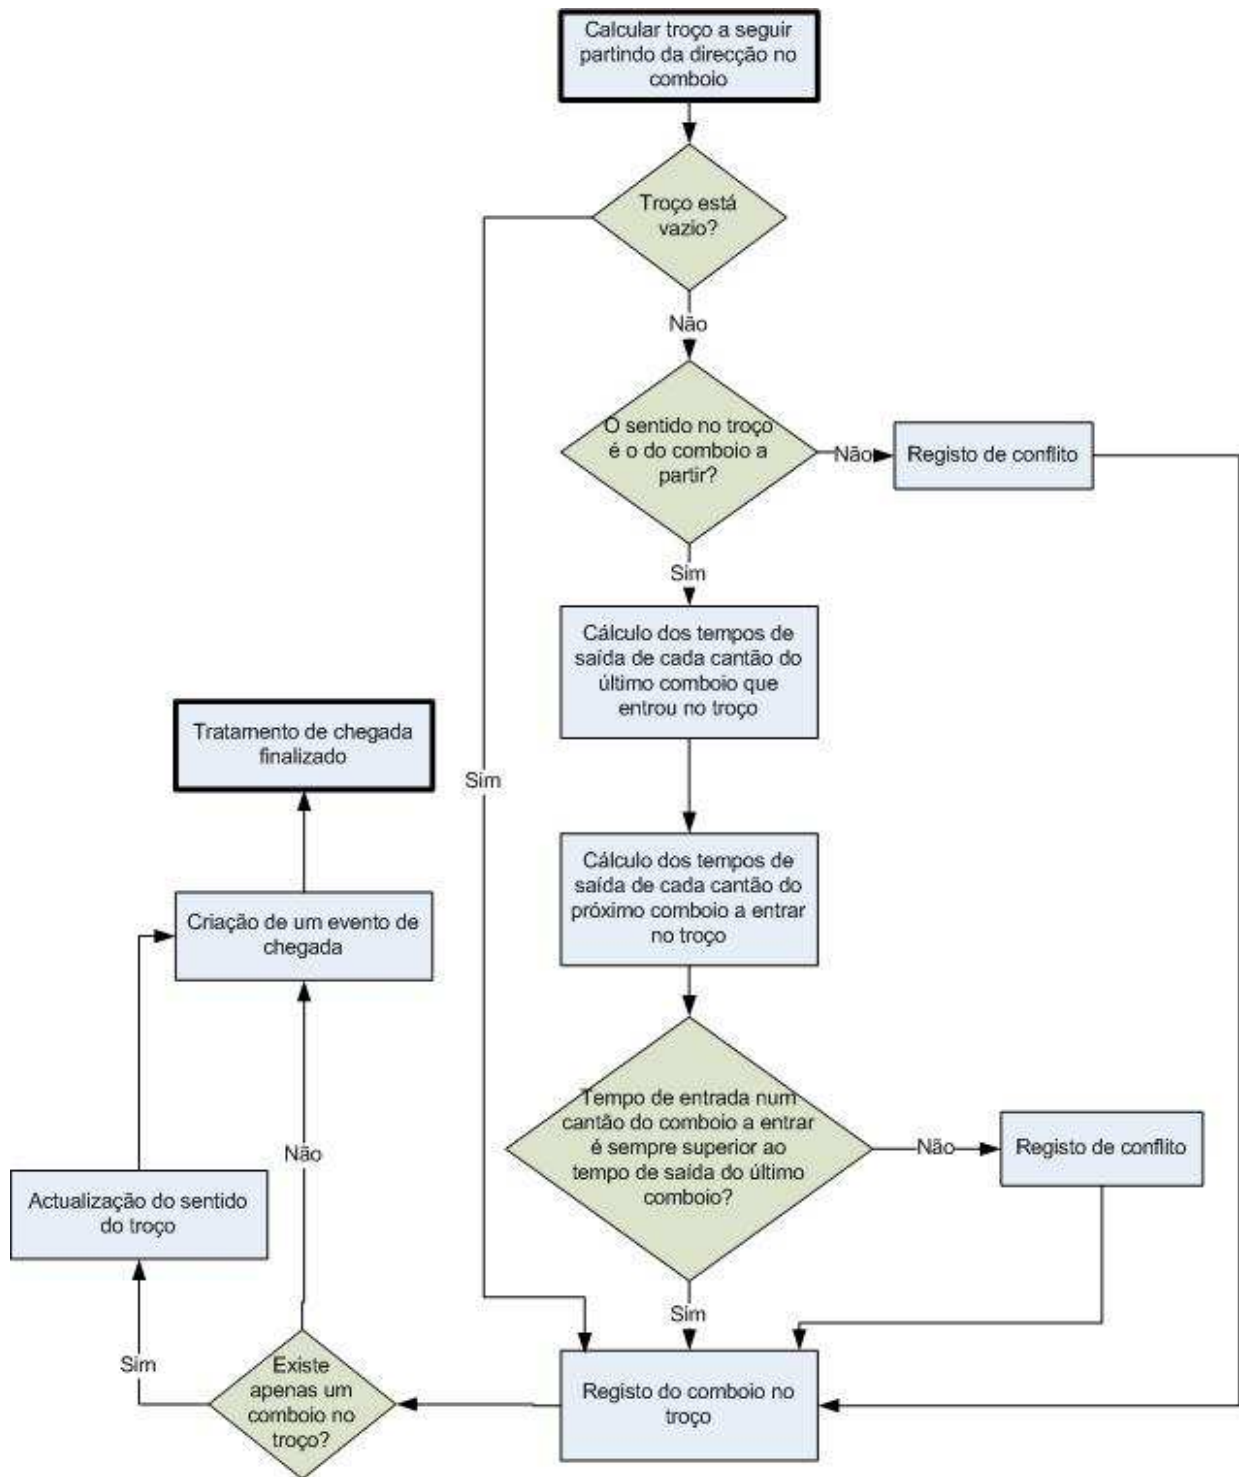 Calcular troço a seguir
partindo da direcção no
comboio
Troço está
vazio?
Não
O sentido no troço
é o do comboio a
partir?
Não
Registo de conflito
Sim
Cálculo dos tempos de
saída de cada cantão do
último comboio que
entrou no troço
Tratamento de chegada
finalizado
Sim
Cálculo dos tempos de
saída de cada cantão do
próximo comboio a entrar
no troço
Criação de um evento de
chegada
Tempo de entrada num
cantão do comboio a entrar
é sempre superior ao
tempo de saída do último
comboio?
Não
Registo de conflito
Não
Actualização do sentido
do troço
Sim
Sim
Existe
apenas um
comboio no
troço?
Registo do comboio no
troço